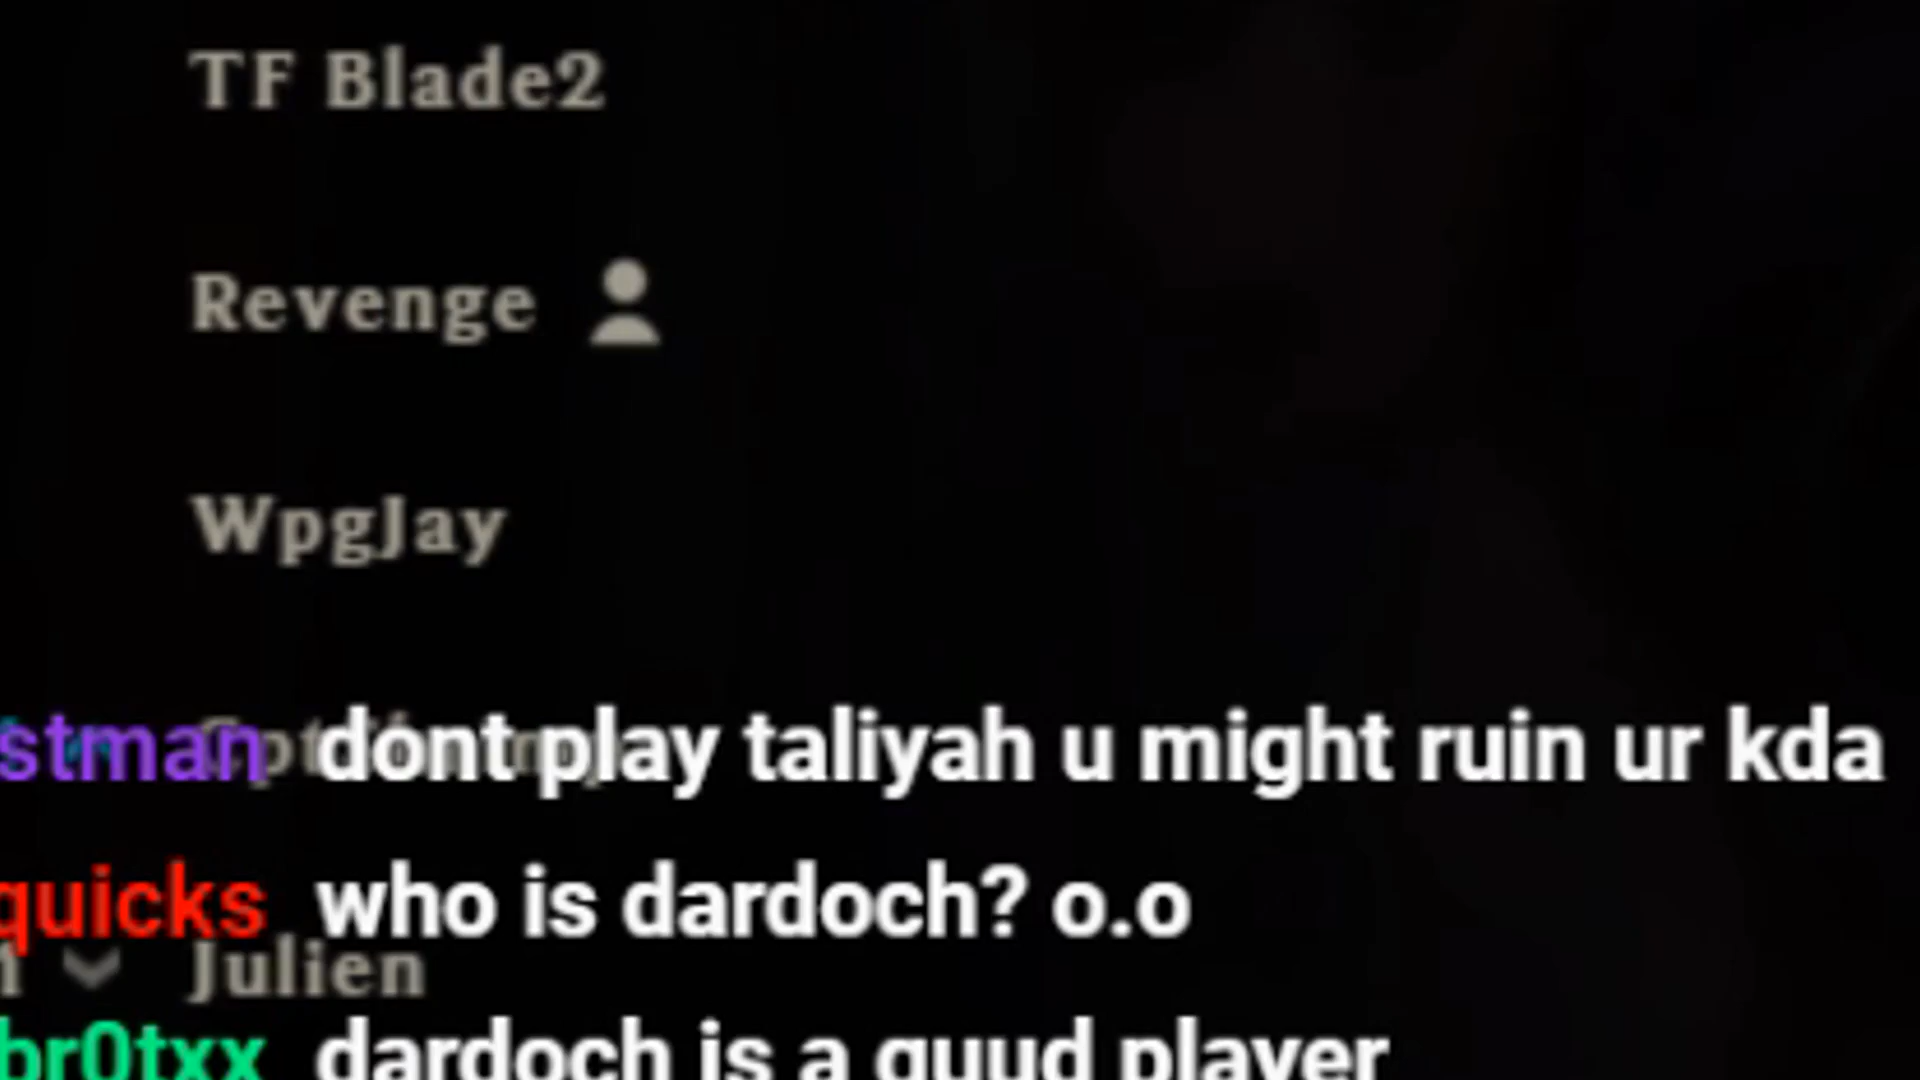 TF Blade2
Revenge
WpgJay
stman dont play taliyah u might ruin ur kda
quicks who is dardoch? o.o
Julien
br0txx dardoch is a guud player